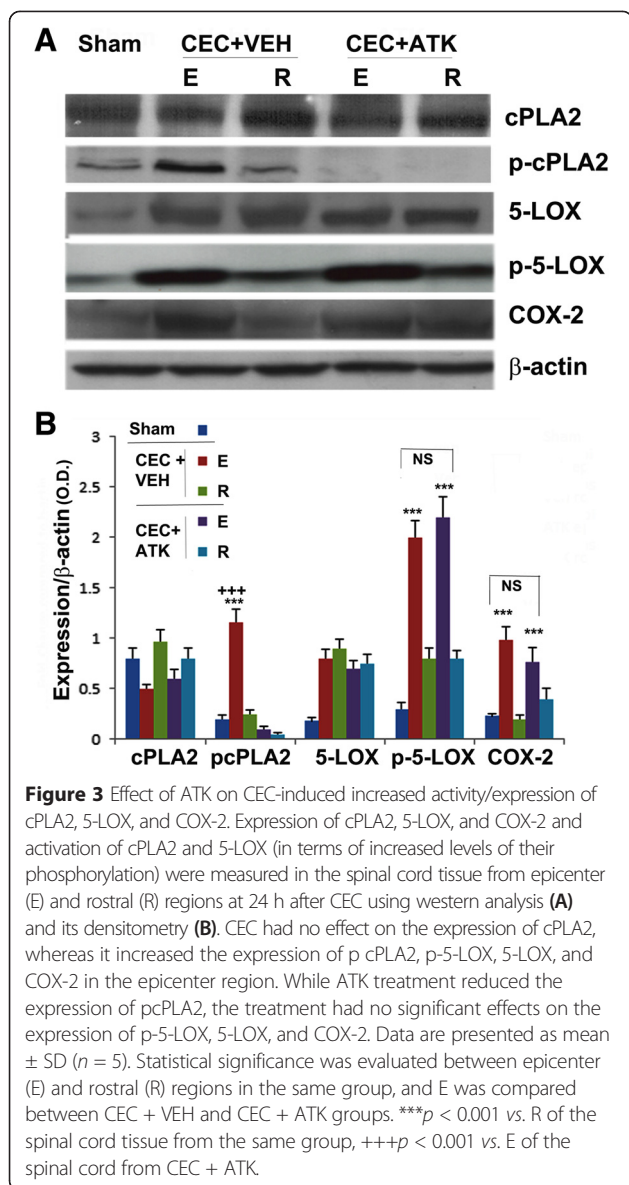 A
Sham CEC+VEH CEC+ATK
E R E R
cPLA2
p-cPLA2
5-LOX
p-5-LOX
COX-2
β-actin
B
Expression/β-actin (O.D.)
3
2.5
2
1.5
1
0.5
0
Sham
CEC + VEH E
R
CEC+ ATK E
R
+++
***
NS
***
***
NS
***
***
cPLA2 pcPLA2 5-LOX p-5-LOX COX-2
Figure 3 Effect of ATK on CEC-induced increased activity/expression of
cPLA2, 5-LOX, and COX-2. Expression of cPLA2, 5-LOX, and COX-2 and
activation of cPLA2 and 5-LOX (in terms of increased levels of their
phosphorylation) were measured in the spinal cord tissue from epicenter
(E) and rostral (R) regions at 24 h after CEC using western analysis (A)
and its densitometry (B). CEC had no effect on the expression of cPLA2,
whereas it increased the expression of p cPLA2, p-5-LOX, 5-LOX, and
COX-2 in the epicenter region. While ATK treatment reduced the
expression of pcPLA2, the treatment had no significant effects on the
expression of p-5-LOX, 5-LOX, and COX-2. Data are presented as mean
± SD (n = 5). Statistical significance was evaluated between epicenter
(E) and rostral (R) regions in the same group, and E was compared
between CEC + VEH and CEC + ATK groups. ***p < 0.001 vs. R of the
spinal cord tissue from the same group, +++p < 0.001 vs. E of the
spinal cord from CEC + ATK.